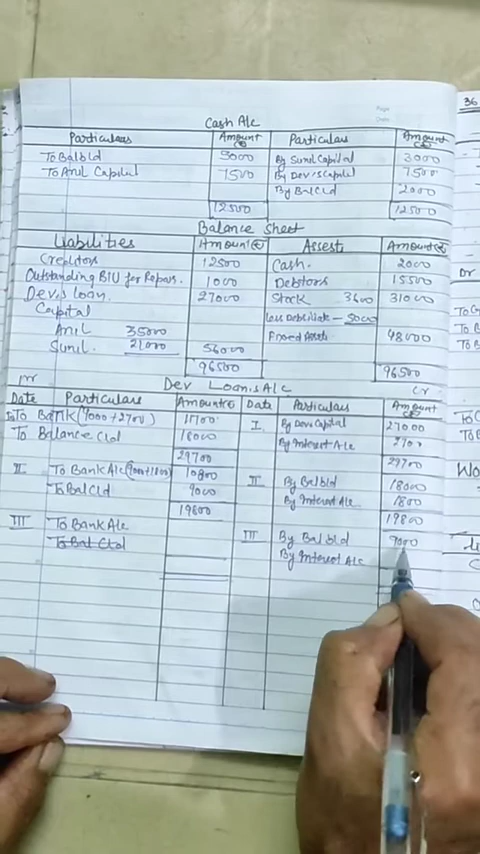 Cash A/c
Particulars Amount Particulars Amount
To Bal b/d 5000 By Sunil Capital 3000
To Anil Capital 7500 By Dev's Capital 7500
By Bal C/d 2000
12500 12500
Balance Sheet
Liabilities Amount Assest Amount
Creditors 12500 Cash. 2000
Outstanding Bill for Repairs. 1000 Debtors 15500
Dev's loan. 27000 Stock 31000
Capital
Anil 35000 Fixed Assets 48000
Sunil. 21000 56000
96500 96500
Dev Loan's A/c
Dr Cr
Date Particulars Amount Date Particulars Amount
I To Bank (9000+2700) 11700 I By Dev's Capital 27000
To Balance C/d 18000 By Interest A/c 2700
29700 29700
II To Bank A/c 10800 II By Bal b/d 18000
To Bal C/d 9000 By Interest A/c 1800
19800 19800
III To Bank A/c III By Bal b/d 9000
To Bal C/d By Interest A/c
36
Dr